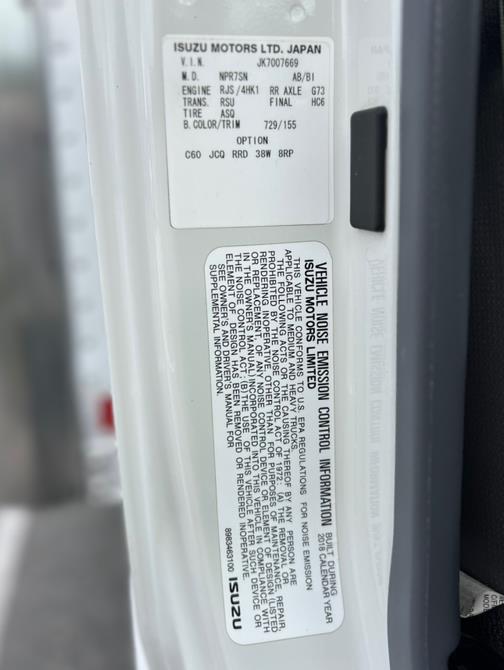 ISUZU MOTORS LTD. JAPAN
V.I.N. JK7007669
M.D. NPR7SN AB/BI
ENGINE RJS/4HK1 RR AXLE G73
TRANS. RSU FINAL HC6
TIRE ASQ
B.COLOR/TRIM 729/155
OPTION
C60 JCQ RRD 38W 8RP
VEHICLE NOISE EMISSION CONTROL INFORMATION
ISUZU MOTORS LIMITED
BUILT DURING
2018 CALENDAR YEAR
THIS VEHICLE CONFORMS TO U.S. EPA REGULATIONS FOR NOISE EMISSION
APPLICABLE TO MEDIUM AND HEAVY TRUCKS.
THE FOLLOWING ACTS OR THE CAUSING THEREOF BY ANY PERSON ARE
PROHIBITED BY THE NOISE CONTROL ACT OF 1972: (A) THE REMOVAL OR
RENDERING INOPERATIVE, OTHER THAN FOR PURPOSES OF MAINTENANCE, REPAIR,
OR REPLACEMENT, OF ANY NOISE CONTROL DEVICE OR ELEMENT OF DESIGN (LISTED
IN THE OWNER'S MANUAL) INCORPORATED INTO THIS VEHICLE IN COMPLIANCE WITH
THE NOISE CONTROL ACT; (B) THE USE OF THIS VEHICLE AFTER SUCH DEVICE OR
ELEMENT OF DESIGN HAS BEEN REMOVED OR RENDERED INOPERATIVE.
SEE OWNER'S AND DRIVER'S MANUAL FOR
SUPPLEMENTAL INFORMATION.
8983463100 ISUZU